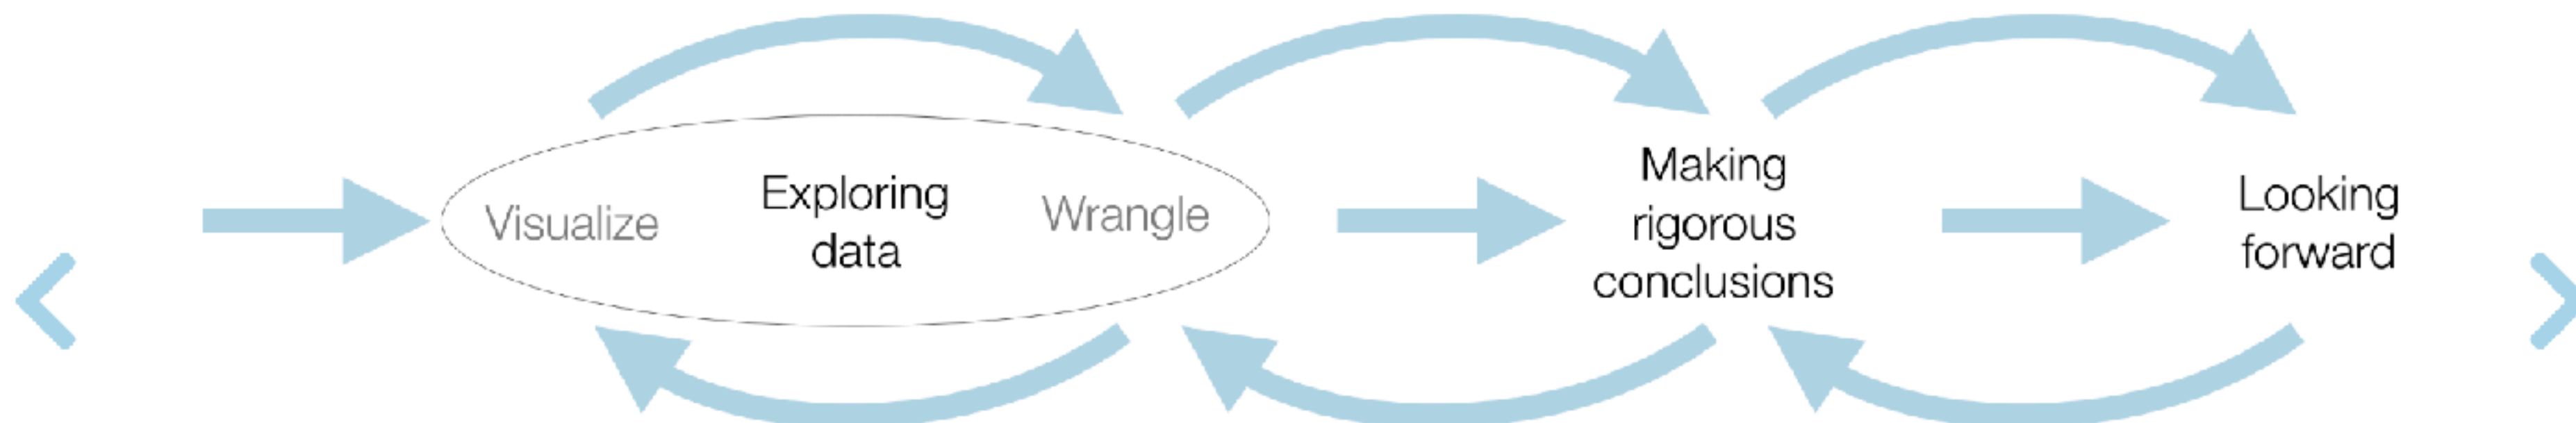 Visualize
Exploring
data
Wrangle
Making
rigorous
conclusions
Looking
forward